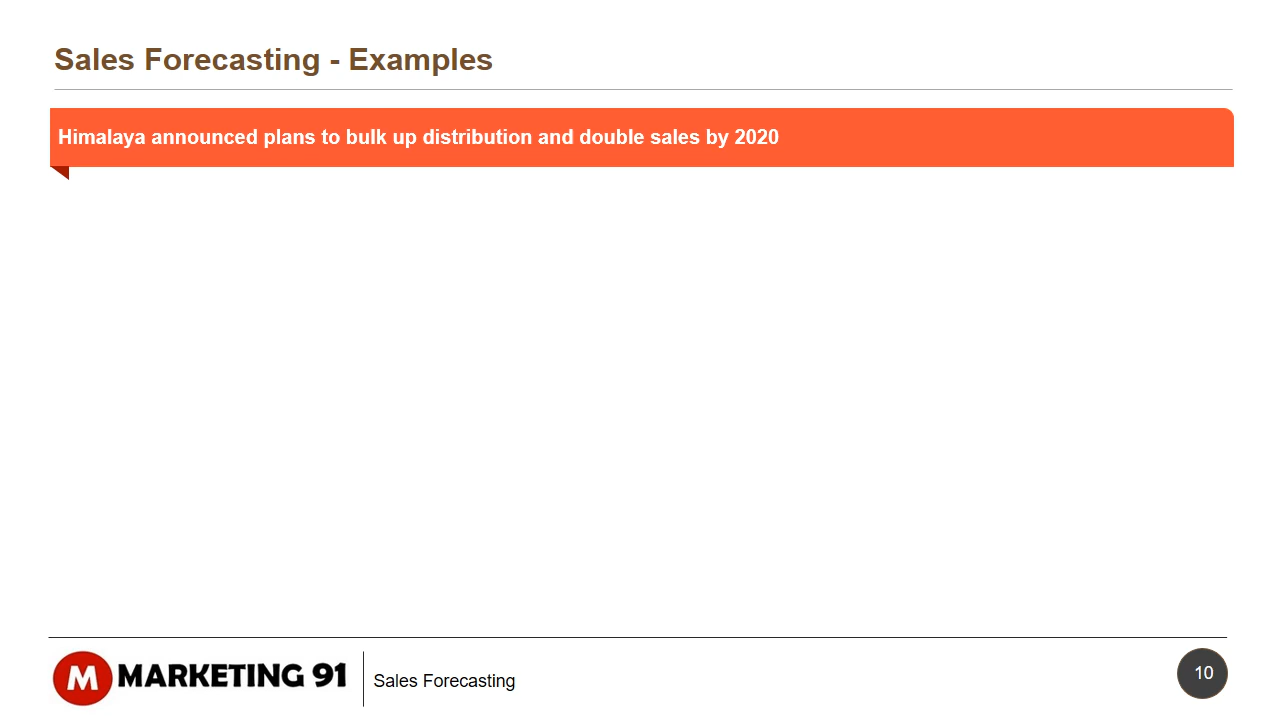 Sales Forecasting - Examples
Himalaya announced plans to bulk up distribution and double sales by 2020
M MARKETING 91
Sales Forecasting
10